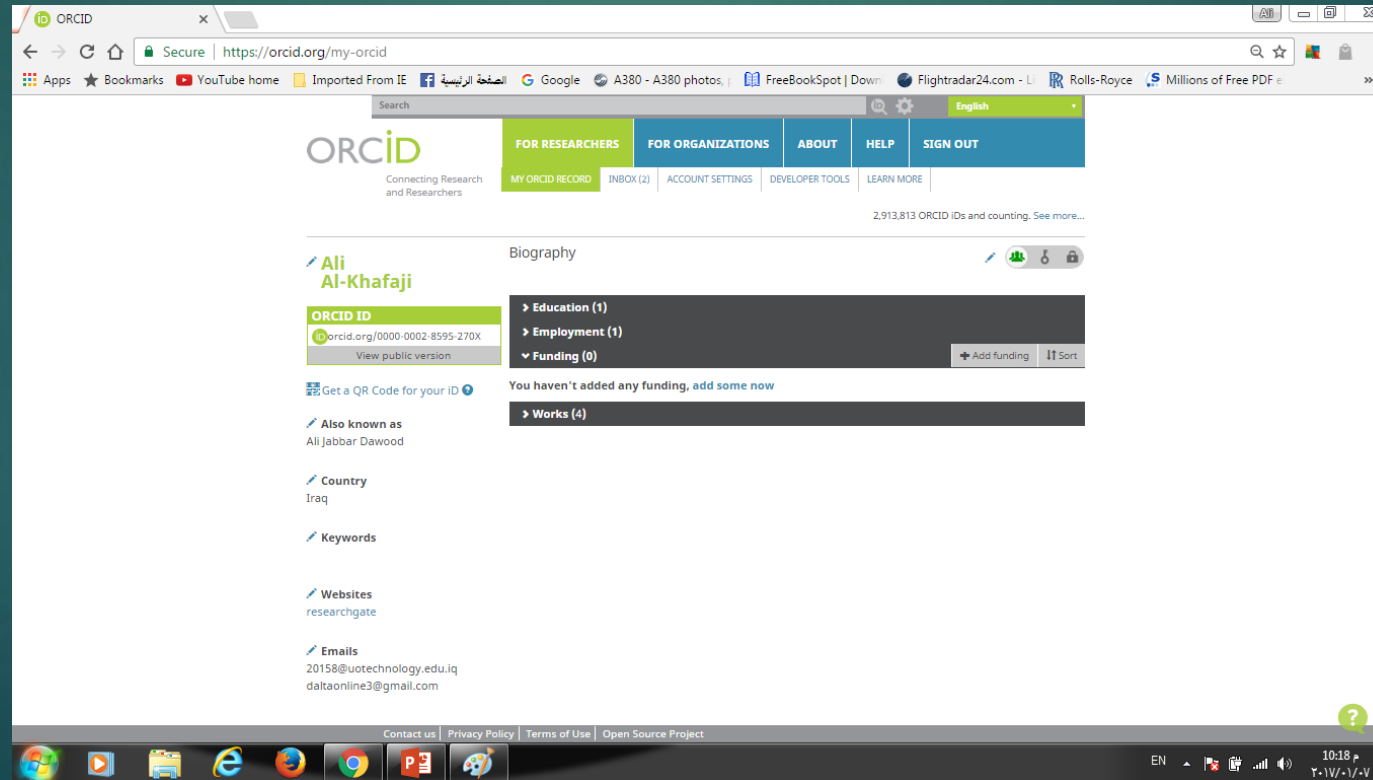 ORCID
Ali
Secure | https://orcid.org/my-orcid
Apps Bookmarks YouTube home Imported From IE الصفحة الرئيسية Google A380 - A380 photos, FreeBookSpot | Down Flightradar24.com - Li Rolls-Royce Millions of Free PDF e »
Search English
ORCiD
Connecting Research
and Researchers
FOR RESEARCHERS FOR ORGANIZATIONS ABOUT HELP SIGN OUT
MY ORCID RECORD INBOX (2) ACCOUNT SETTINGS DEVELOPER TOOLS LEARN MORE
2,913,813 ORCID iDs and counting. See more...
Ali
Al-Khafaji
ORCID ID
iD orcid.org/0000-0002-8595-270X
View public version
Get a QR Code for your iD ?
Also known as
Ali Jabbar Dawood
Country
Iraq
Keywords
Websites
researchgate
Emails
20158@uotechnology.edu.iq
daltaonline3@gmail.com
Biography
Education (1)
Employment (1)
Funding (0) Add funding Sort
You haven't added any funding, add some now
Works (4)
?
Contact us | Privacy Policy | Terms of Use | Open Source Project
EN 10:18 م
٢٠١٧/٠١/٠٧